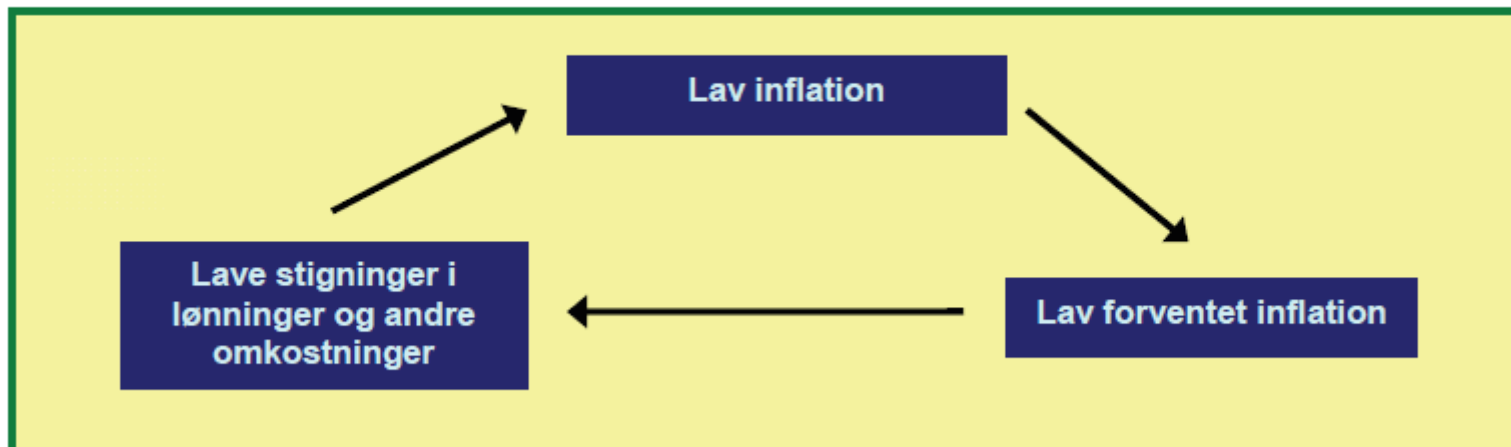 Lav inflation
Lave stigninger i
lønninger og andre
omkostninger
Lav forventet inflation